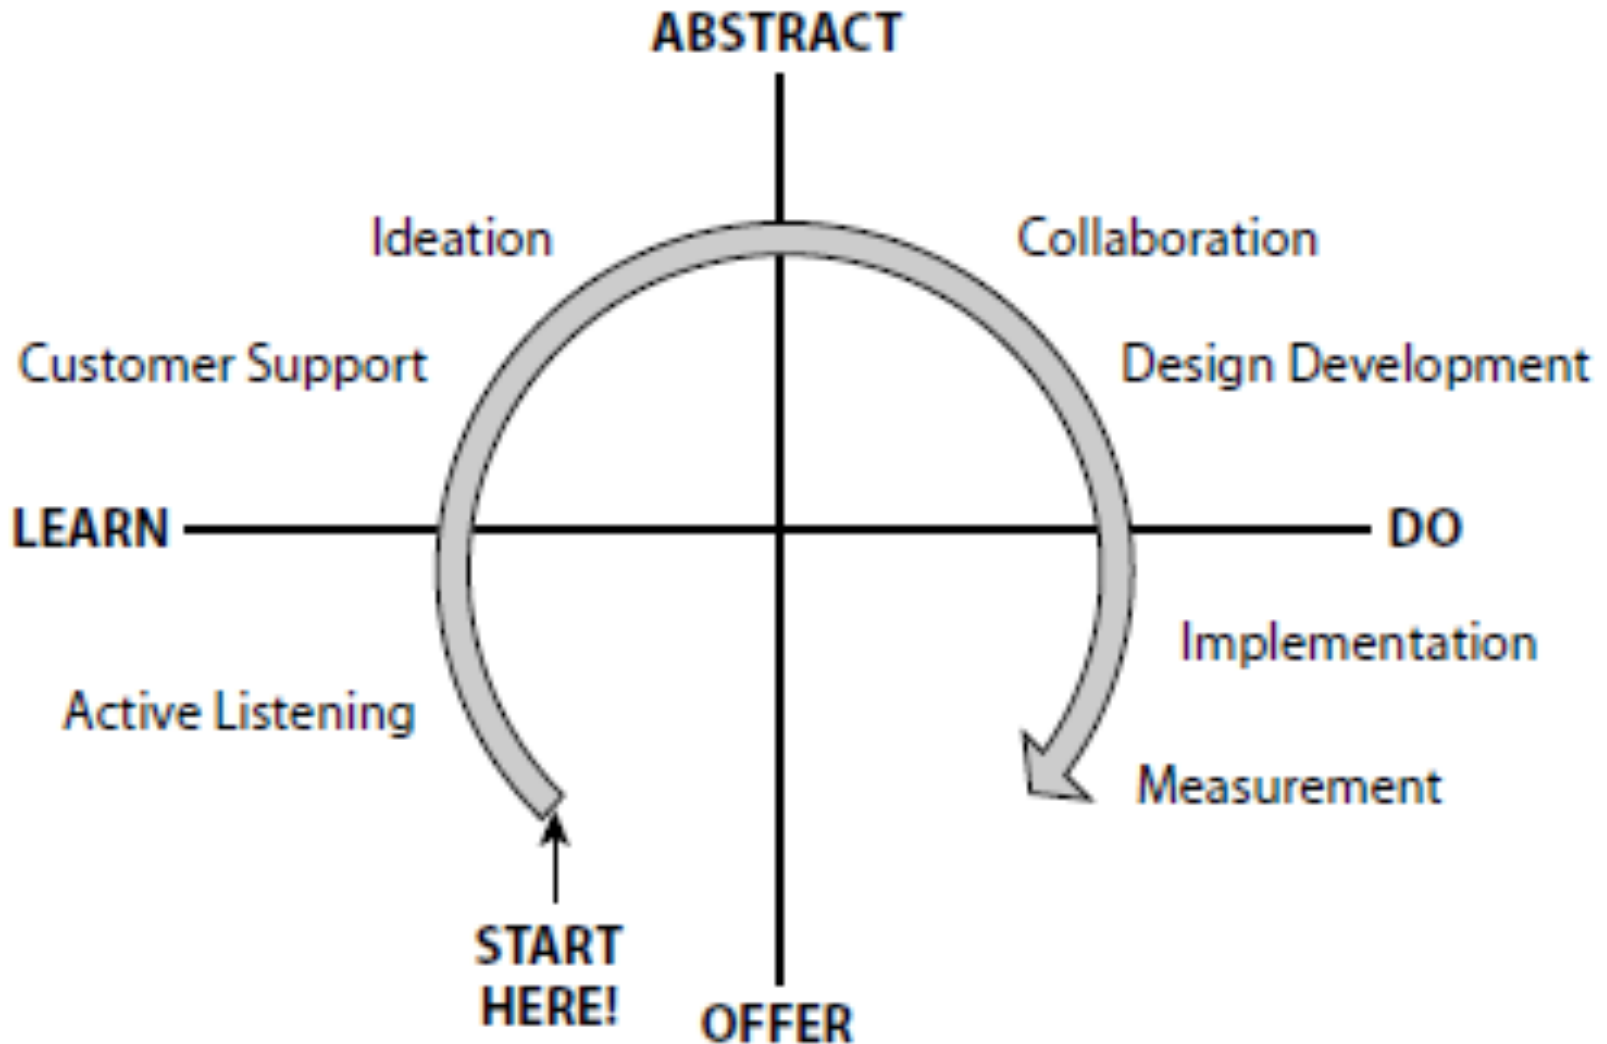 ABSTRACT
Ideation
Collaboration
Customer Support
Design Development
LEARN
DO
Implementation
Active Listening
Measurement
START
HERE!
OFFER